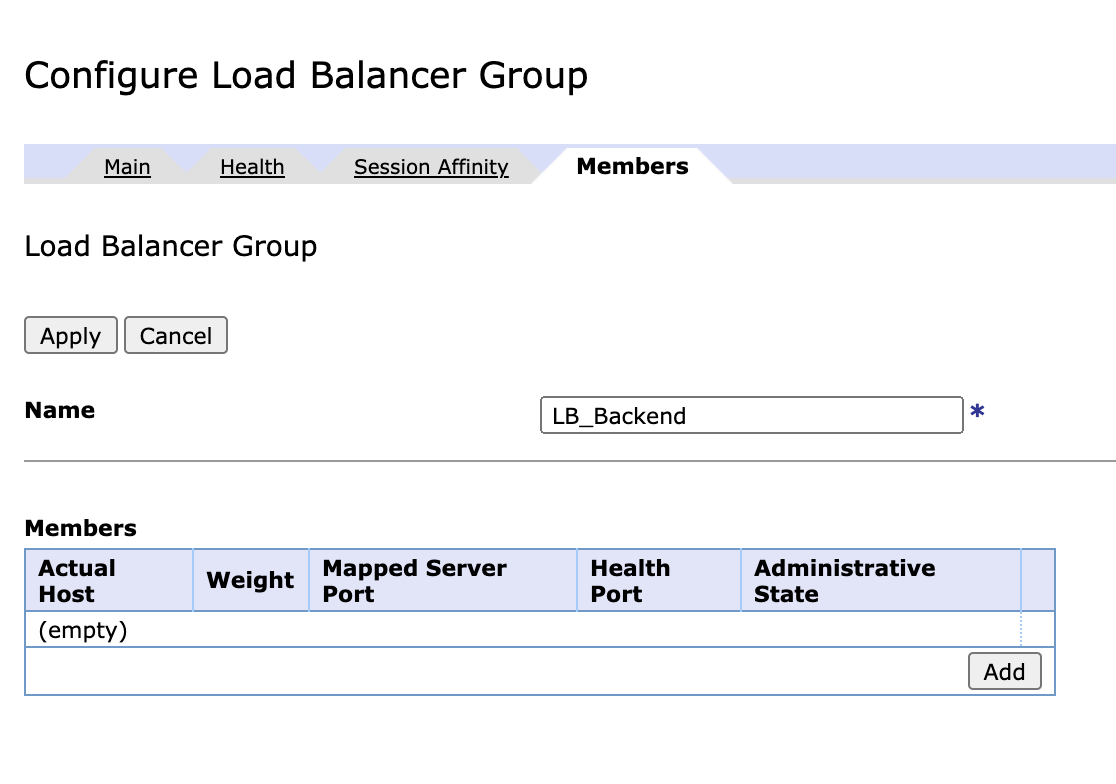 Configure Load Balancer Group
Main Health Session Affinity Members
Load Balancer Group
Apply Cancel
Name LB_Backend *
Members
Actual Host Weight Mapped Server Port Health Port Administrative State
(empty)
Add